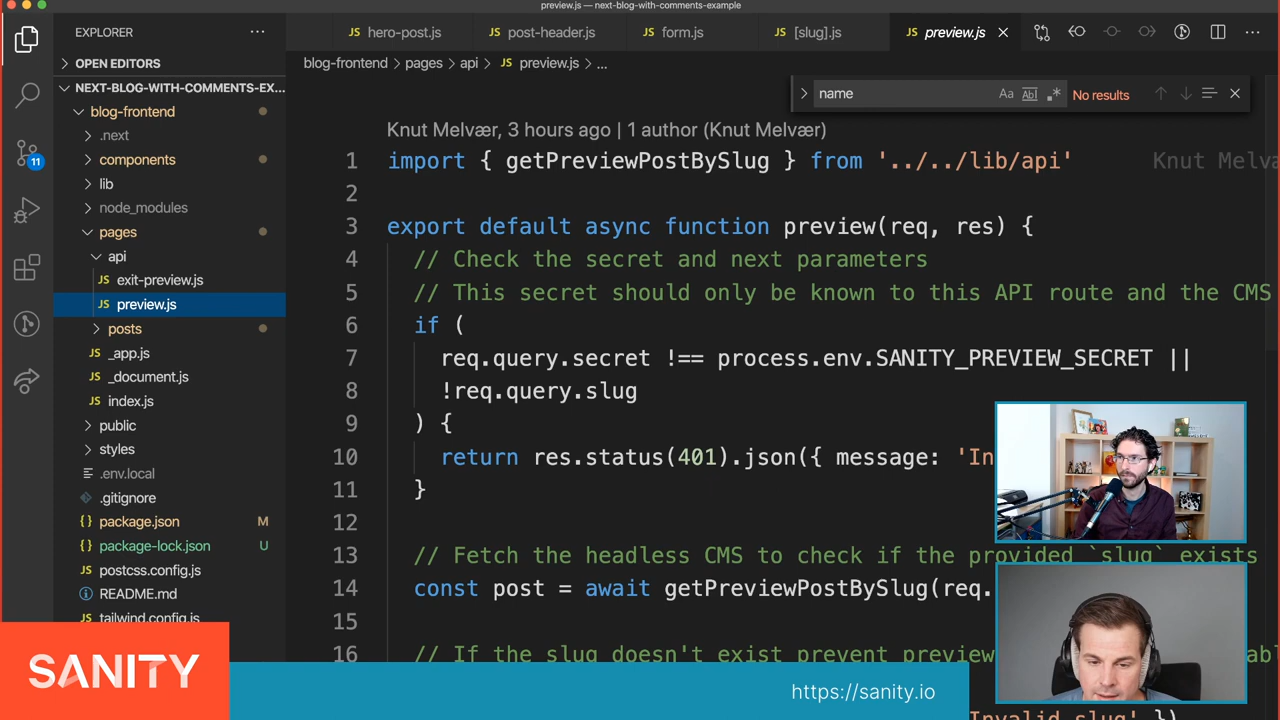 preview.js — next-blog-with-comments-example
EXPLORER
hero-post.js
post-header.js
form.js
[slug].js
preview.js
OPEN EDITORS
NEXT-BLOG-WITH-COMMENTS-EX...
blog-frontend
.next
components
lib
node_modules
pages
api
exit-preview.js
preview.js
posts
_app.js
_document.js
index.js
public
styles
.env.local
.gitignore
package.json M
package-lock.json U
postcss.config.js
README.md
tailwind.config.js
11
blog-frontend > pages > api > JS preview.js > ...
name
Aa
Abl
No results
Knut Melvær, 3 hours ago | 1 author (Knut Melvær)
1 import { getPreviewPostBySlug } from '../../lib/api' Knut Melv
2
3 export default async function preview(req, res) {
4 // Check the secret and next parameters
5 // This secret should only be known to this API route and the CMS
6 if (
7 req.query.secret !== process.env.SANITY_PREVIEW_SECRET ||
8 !req.query.slug
9 ) {
10 return res.status(401).json({ message: 'In
11 }
12
13 // Fetch the headless CMS to check if the provided `slug` exists
14 const post = await getPreviewPostBySlug(req.
15
16 // If the slug doesn't exist prevent preview
Invalid slug' })
SANITY
https://sanity.io